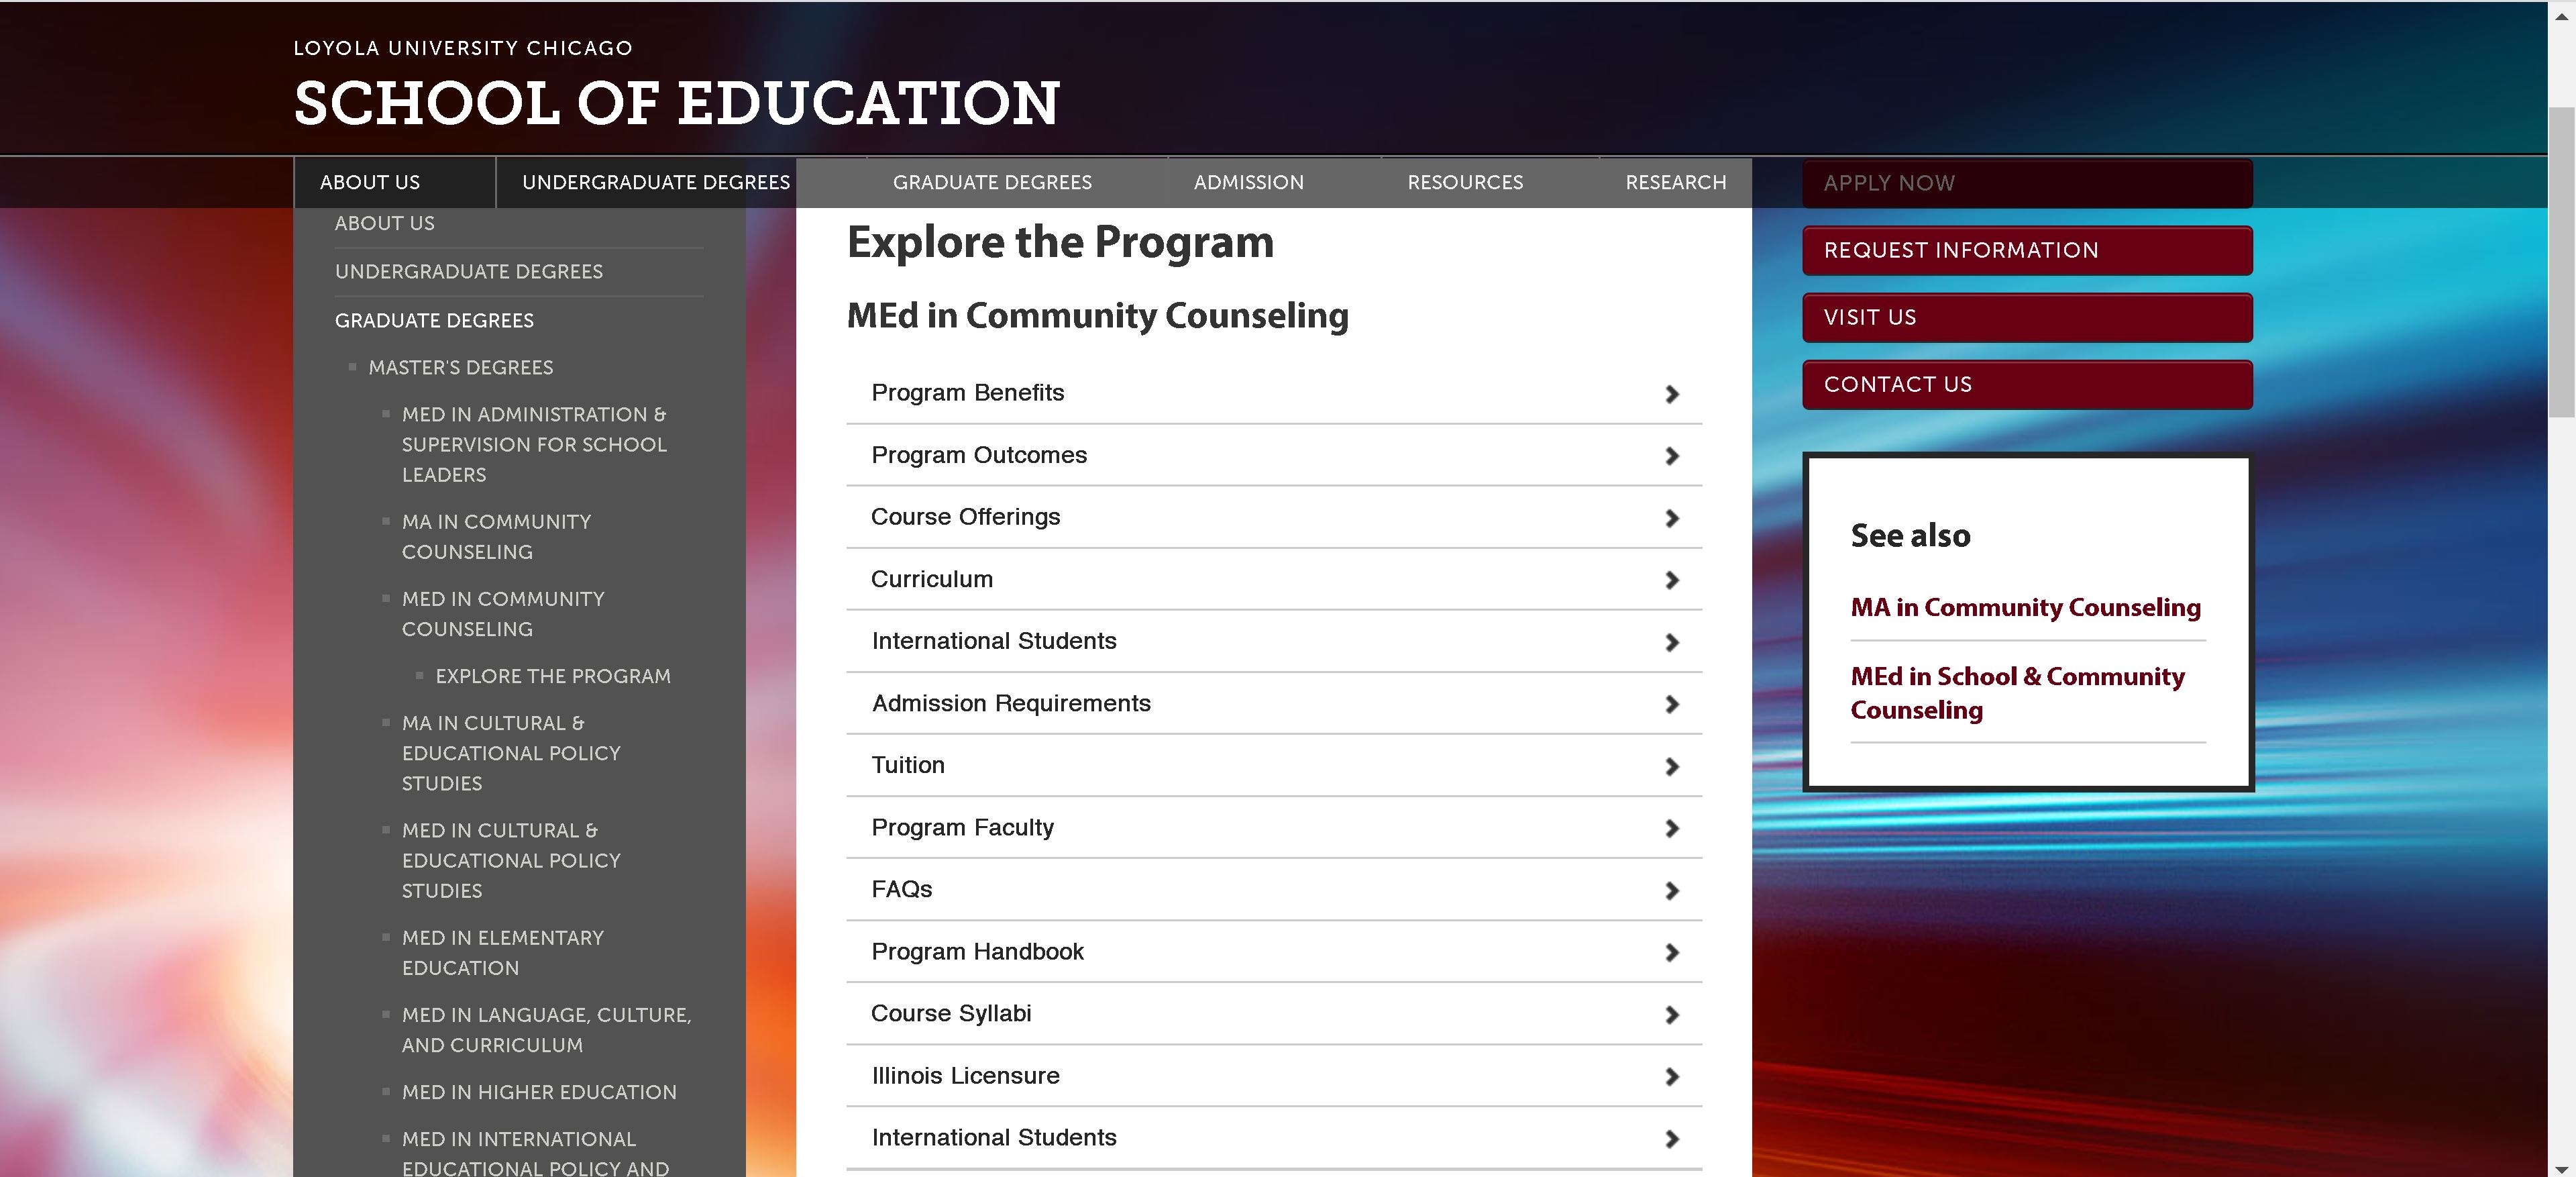 LOYOLA UNIVERSITY CHICAGO
SCHOOL OF EDUCATION
ABOUT US
UNDERGRADUATE DEGREES
GRADUATE DEGREES
ADMISSION
RESOURCES
RESEARCH
ABOUT US
UNDERGRADUATE DEGREES
GRADUATE DEGREES
MASTER'S DEGREES
MED IN ADMINISTRATION &
SUPERVISION FOR SCHOOL
LEADERS
MA IN COMMUNITY
COUNSELING
MED IN COMMUNITY
COUNSELING
EXPLORE THE PROGRAM
MA IN CULTURAL &
EDUCATIONAL POLICY
STUDIES
MED IN CULTURAL &
EDUCATIONAL POLICY
STUDIES
MED IN ELEMENTARY
EDUCATION
MED IN LANGUAGE, CULTURE,
AND CURRICULUM
MED IN HIGHER EDUCATION
MED IN INTERNATIONAL
EDUCATIONAL POLICY AND
Explore the Program
MEd in Community Counseling
Program Benefits
Program Outcomes
Course Offerings
Curriculum
International Students
Admission Requirements
Tuition
Program Faculty
FAQs
Program Handbook
Course Syllabi
Illinois Licensure
International Students
APPLY NOW
REQUEST INFORMATION
VISIT US
CONTACT US
See also
MA in Community Counseling
MEd in School & Community
Counseling